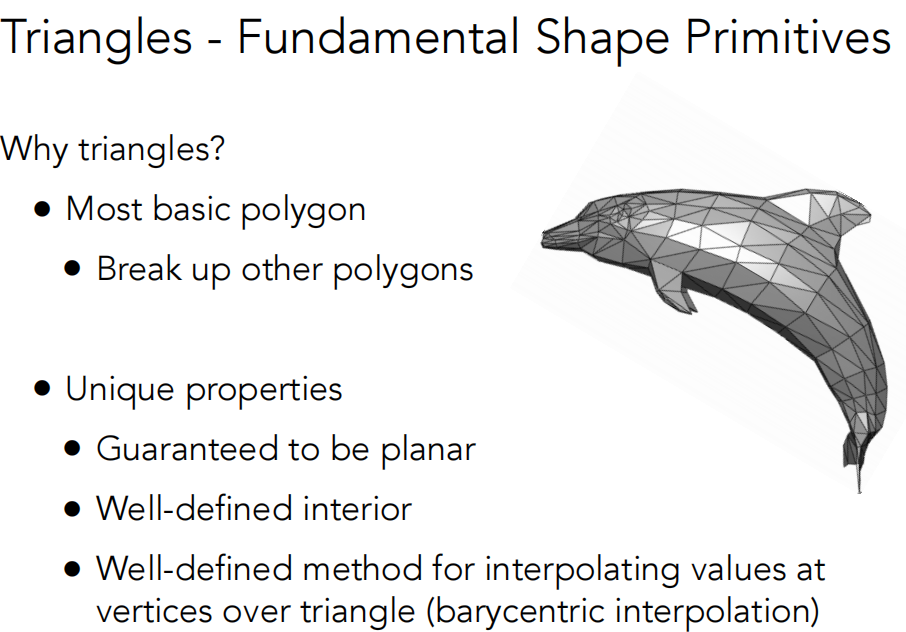 Triangles - Fundamental Shape Primitives
Why triangles?
• Most basic polygon
• Break up other polygons
• Unique properties
• Guaranteed to be planar
• Well-defined interior
• Well-defined method for interpolating values at
vertices over triangle (barycentric interpolation)